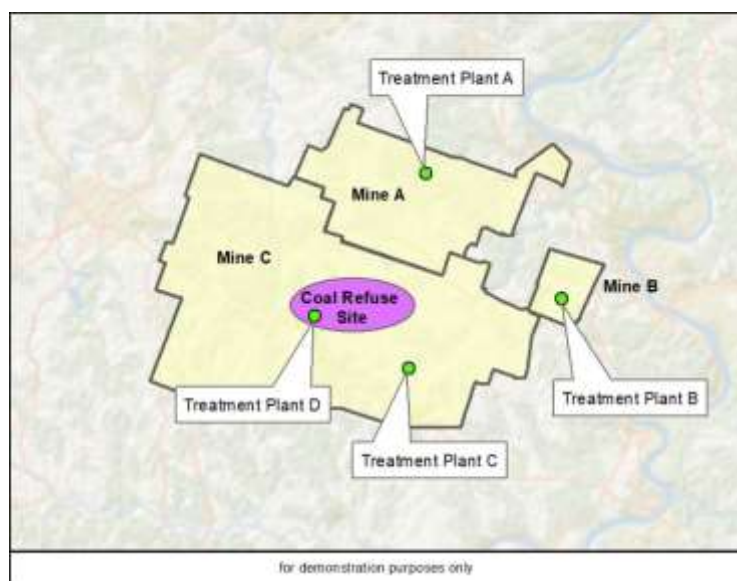 Treatment Plant A
Mine A
Mine C
Coal Refuse
Site
Mine B
Treatment Plant D
Treatment Plant B
Treatment Plant C
for demonstration purposes only